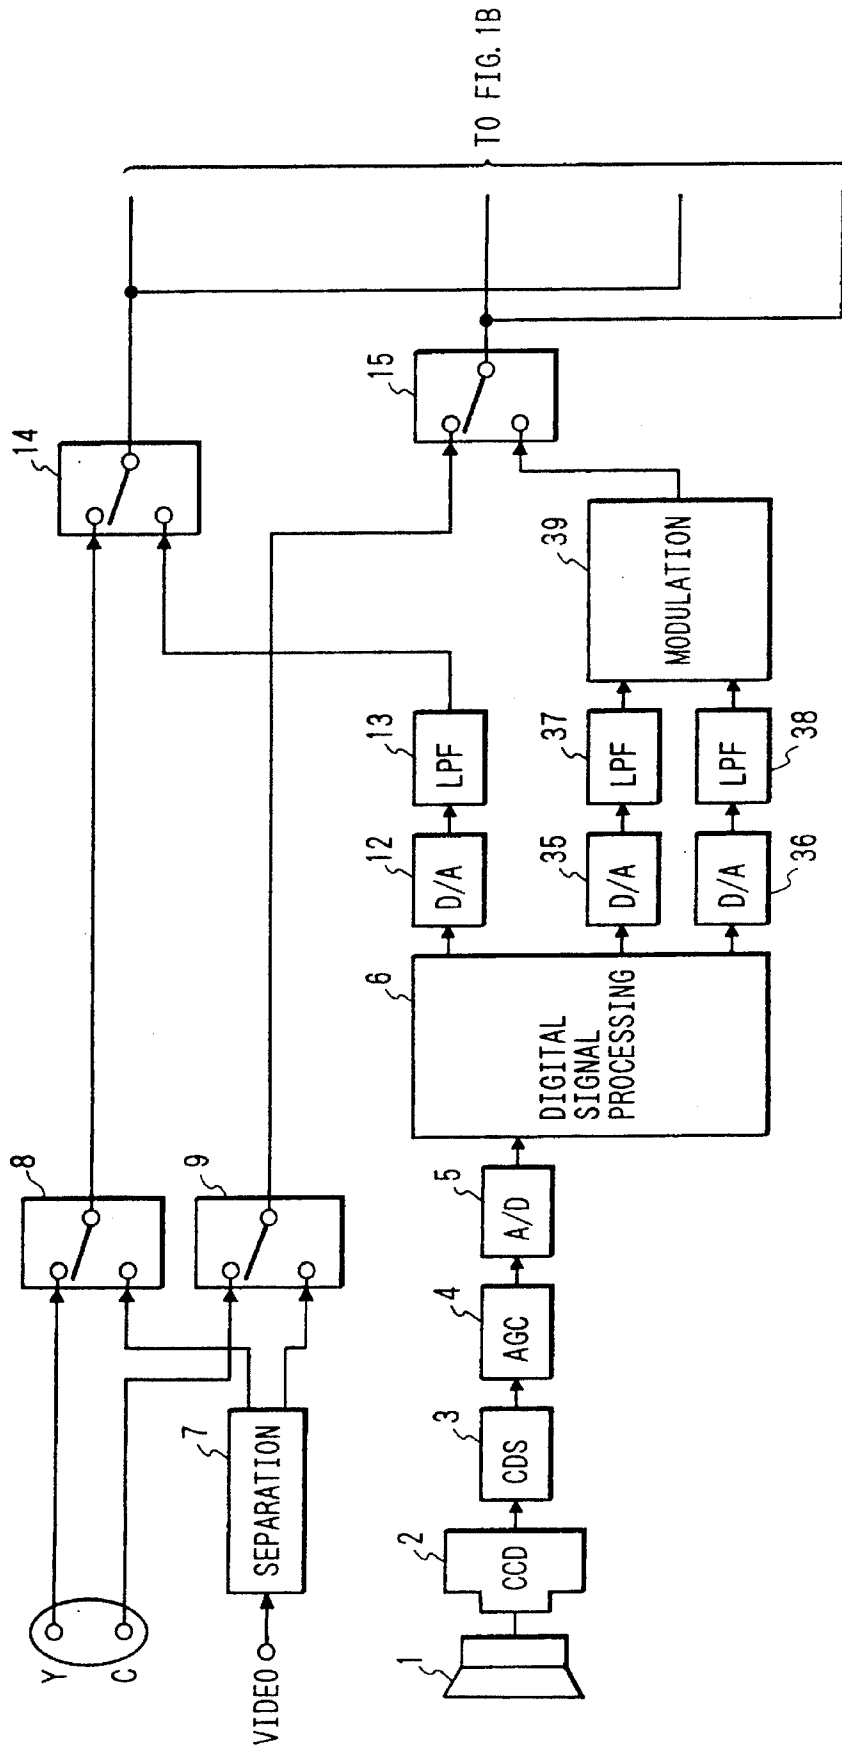 Y
C
VIDEO
7
SEPARATION
8
9
14
15
TO FIG. 1B
1
2
CCD
3
CDS
4
AGC
5
A/D
6
DIGITAL
SIGNAL
PROCESSING
12
D/A
13
LPF
35
D/A
37
LPF
36
D/A
38
LPF
39
MODULATION